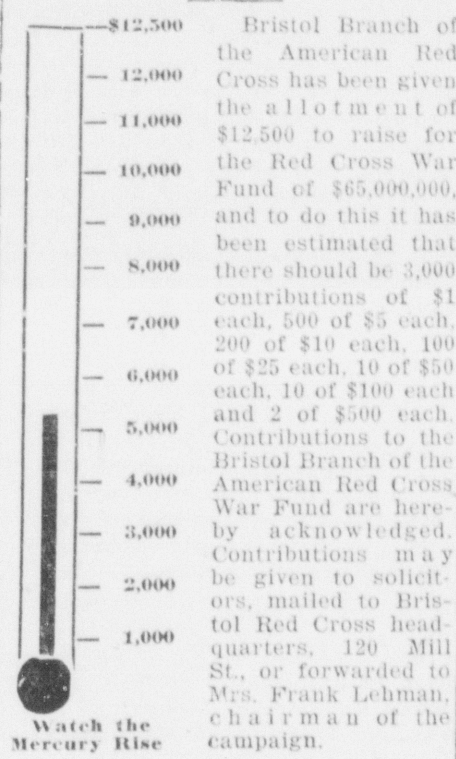 $12,500
12,000
11,000
10,000
9,000
8,000
7,000
6,000
5,000
4,000
3,000
2,000
1,000
Watch the
Mercury Rise
Bristol Branch of
the American Red
Cross has been given
the allotment of
$12,500 to raise for
the Red Cross War
Fund of $65,000,000,
and to do this it has
been estimated that
there should be 3,000
contributions of $1
each, 500 of $5 each,
200 of $10 each, 100
of $25 each, 10 of $50
each, 10 of $100 each
and 2 of $500 each.
Contributions to the
Bristol Branch of the
American Red Cross
War Fund are here-
by acknowledged.
Contributions may
be given to solicit-
ors, mailed to Bris-
tol Red Cross head-
quarters, 120 Mill
St., or forwarded to
Mrs. Frank Lehman,
chairman of the
campaign.